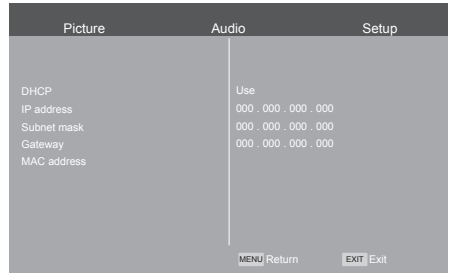 Picture Audio Setup
DHCP Use
IP address 000 . 000 . 000 . 000
Subnet mask 000 . 000 . 000 . 000
Gateway 000 . 000 . 000 . 000
MAC address
MENU Return EXIT Exit